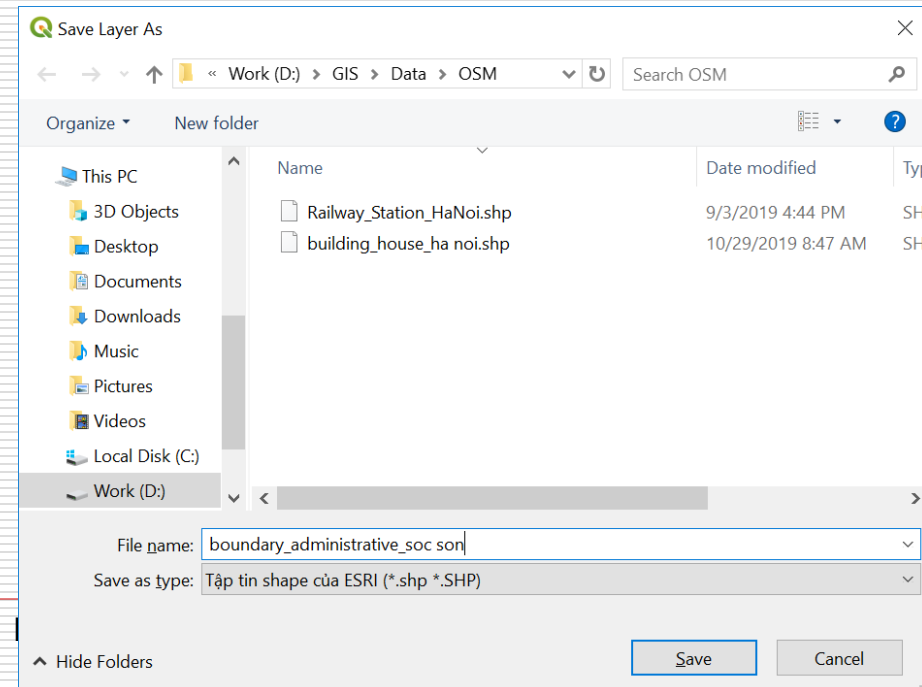 Save Layer As
« Work (D:) > GIS > Data > OSM
Search OSM
Organize
New folder
?
This PC
3D Objects
Desktop
Documents
Downloads
Music
Pictures
Videos
Local Disk (C:)
Work (D:)
Name
Date modified
Ty
Railway_Station_HaNoi.shp
9/3/2019 4:44 PM
SH
building_house_ha noi.shp
10/29/2019 8:47 AM
SH
File name:
boundary_administrative_soc son
Save as type:
Tập tin shape của ESRI (*.shp *.SHP)
Hide Folders
Save
Cancel